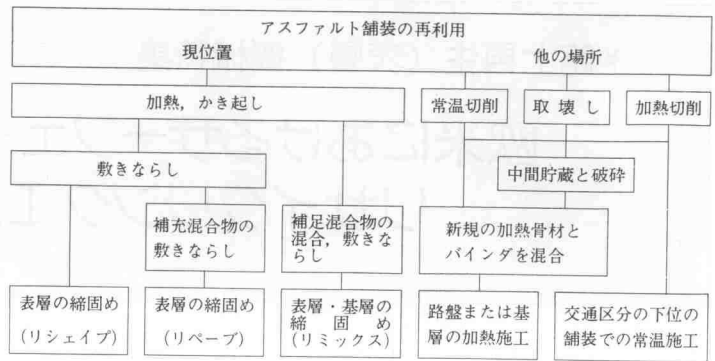 アスファルト舗装の再利用
現位置
他の場所
加熱，かき起し
常温切削
取壊し
加熱切削
敷きならし
中間貯蔵と破砕
補充混合物の
敷きならし
補足混合物の
混合，敷きな
らし
新規の加熱骨材と
バインダを混合
表層の締固め
(リシェイプ)
表層の締固め
(リペーブ)
表層・基層の
締固め
(リミックス)
路盤または基
層の加熱施工
交通区分の下位の
舗装での常温施工